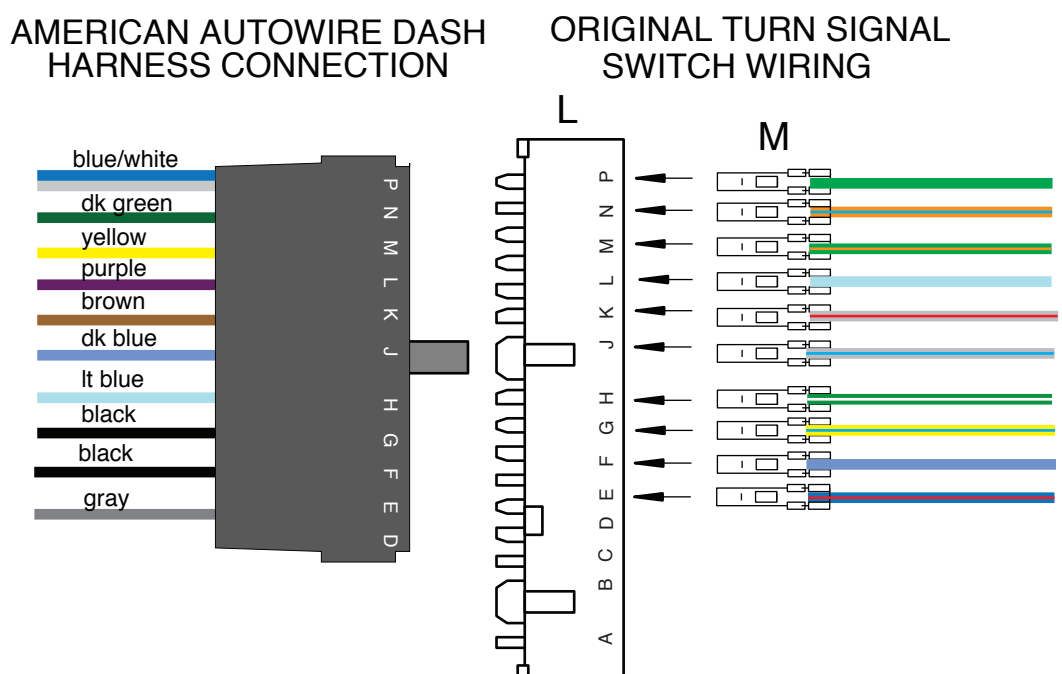 AMERICAN AUTOWIRE DASH
HARNESS CONNECTION
ORIGINAL TURN SIGNAL
SWITCH WIRING
L
M
blue/white
dk green
yellow
purple
brown
dk blue
lt blue
black
black
gray
P
N
M
L
K
J
H
G
F
E
D
P
N
M
L
K
J
H
G
F
E
D
C
B
A